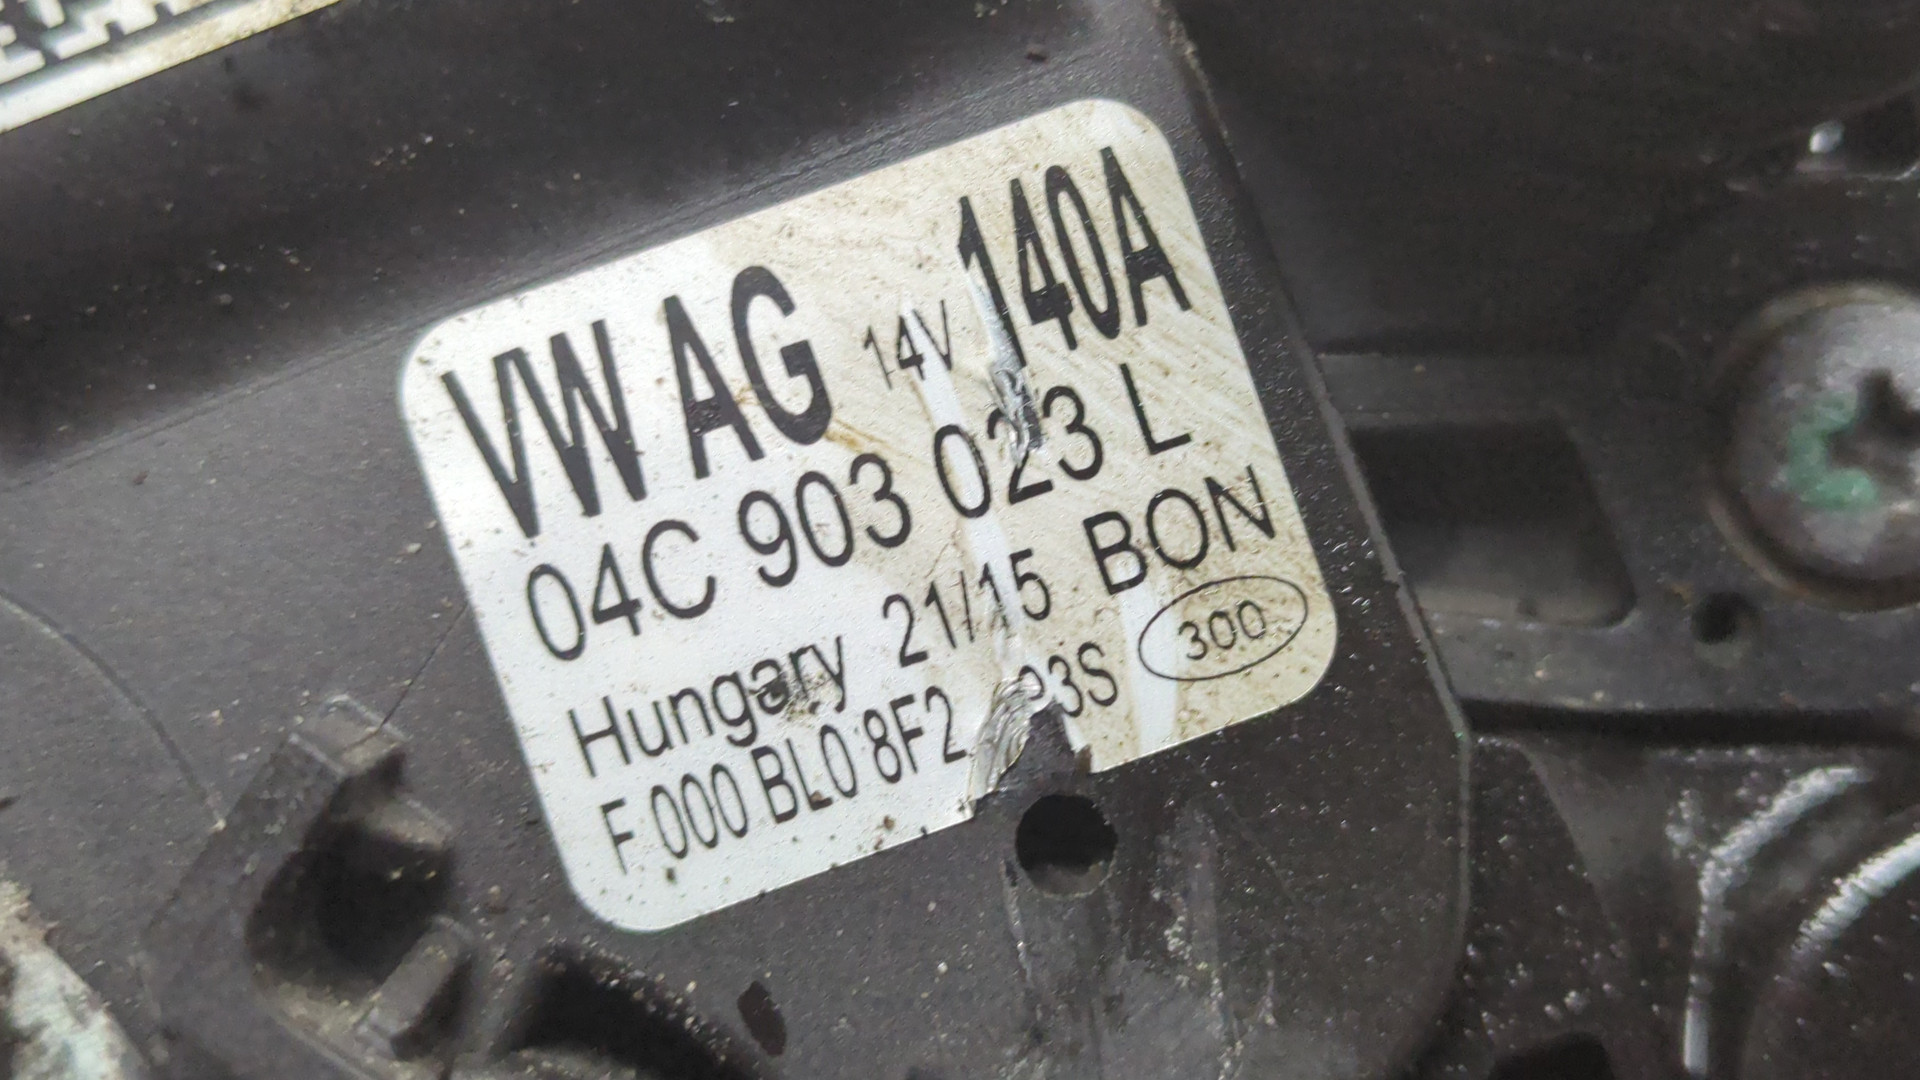 VW AG 14V 140A
04C 903 023 L
Hungary 21/15 BON
F 000 BL0 8F2 300